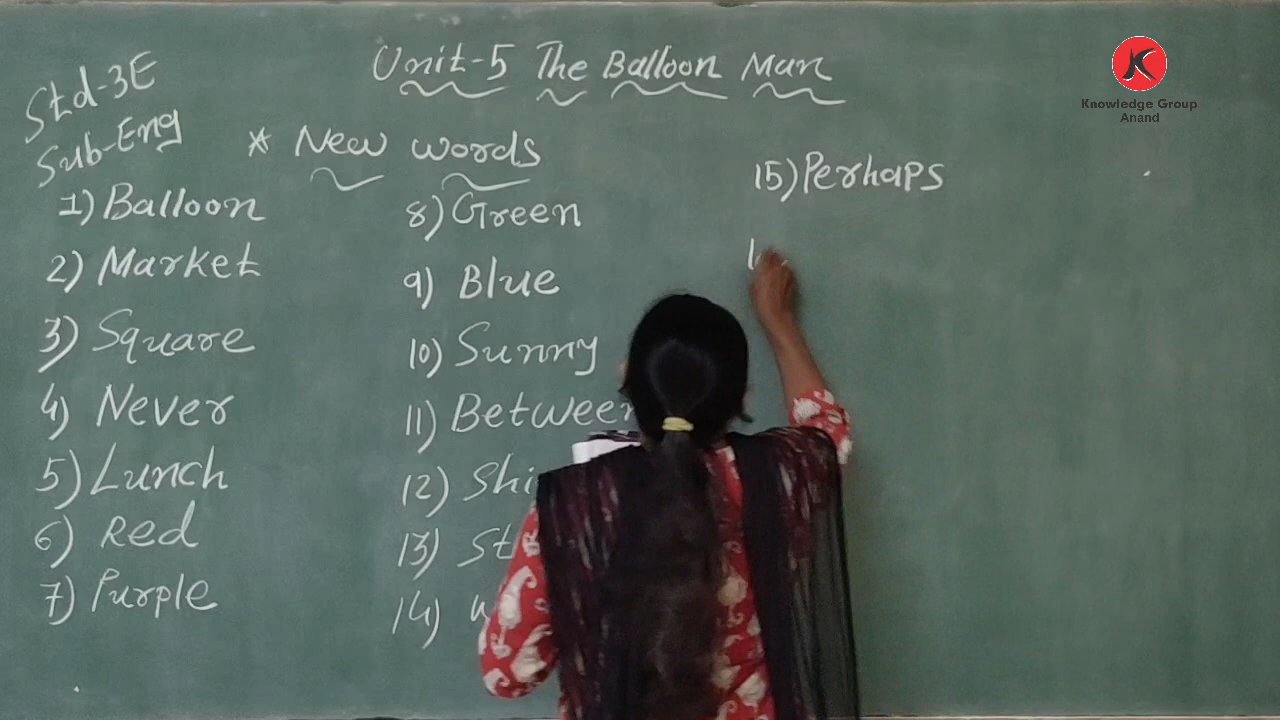 Unit-5 The Balloon Man
Std-3E
Sub-Eng
* New words
1) Balloon
2) Market
3) Square
4) Never
5) Lunch
6) Red
7) Purple
8) Green
9) Blue
10) Sunny
11) Between
12) Shi
13) St
14)
15) Perhaps
K
Knowledge Group
Anand